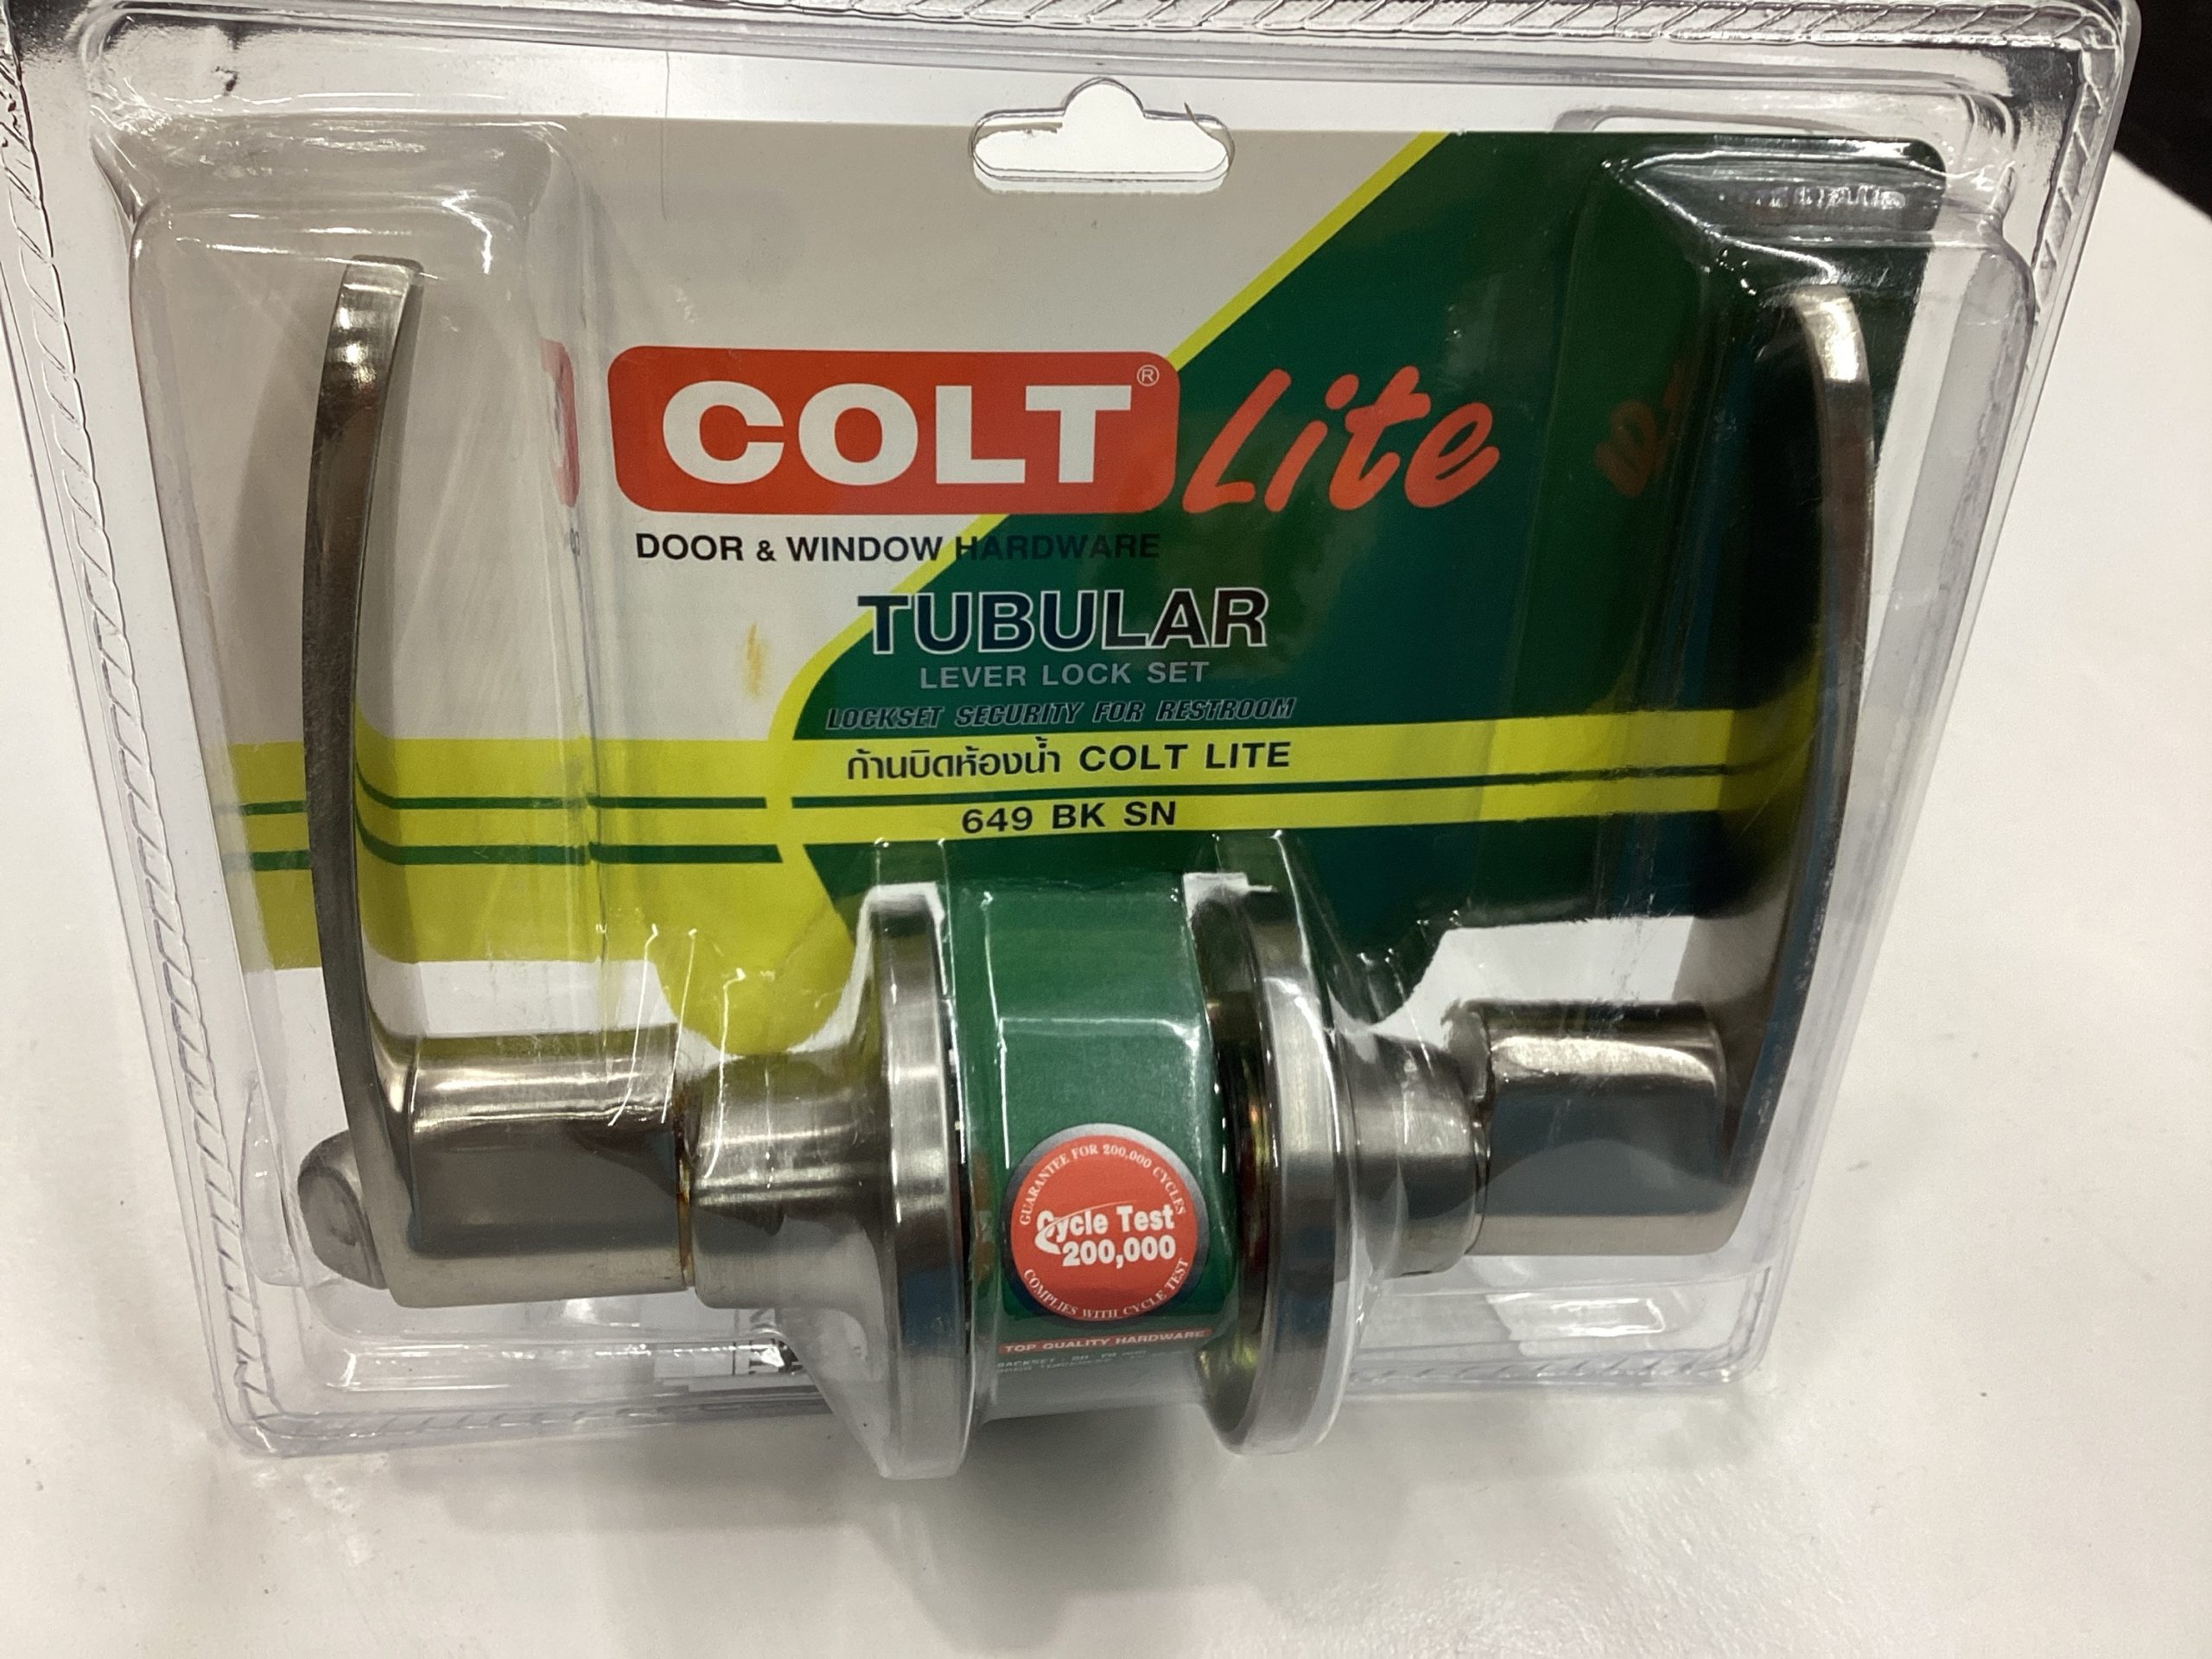 COLT® Lite
DOOR & WINDOW HARDWARE
TUBULAR
LEVER LOCK SET
LOCKSET SECURITY FOR RESTROOM
ก้านบิดห้องน้ำ COLT LITE
649 BK SN
GUARANTEE FOR 200,000 CYCLES
Cycle Test
200,000
COMPLIES WITH CYCLE TEST
TOP QUALITY HARDWARE
BACKSET :